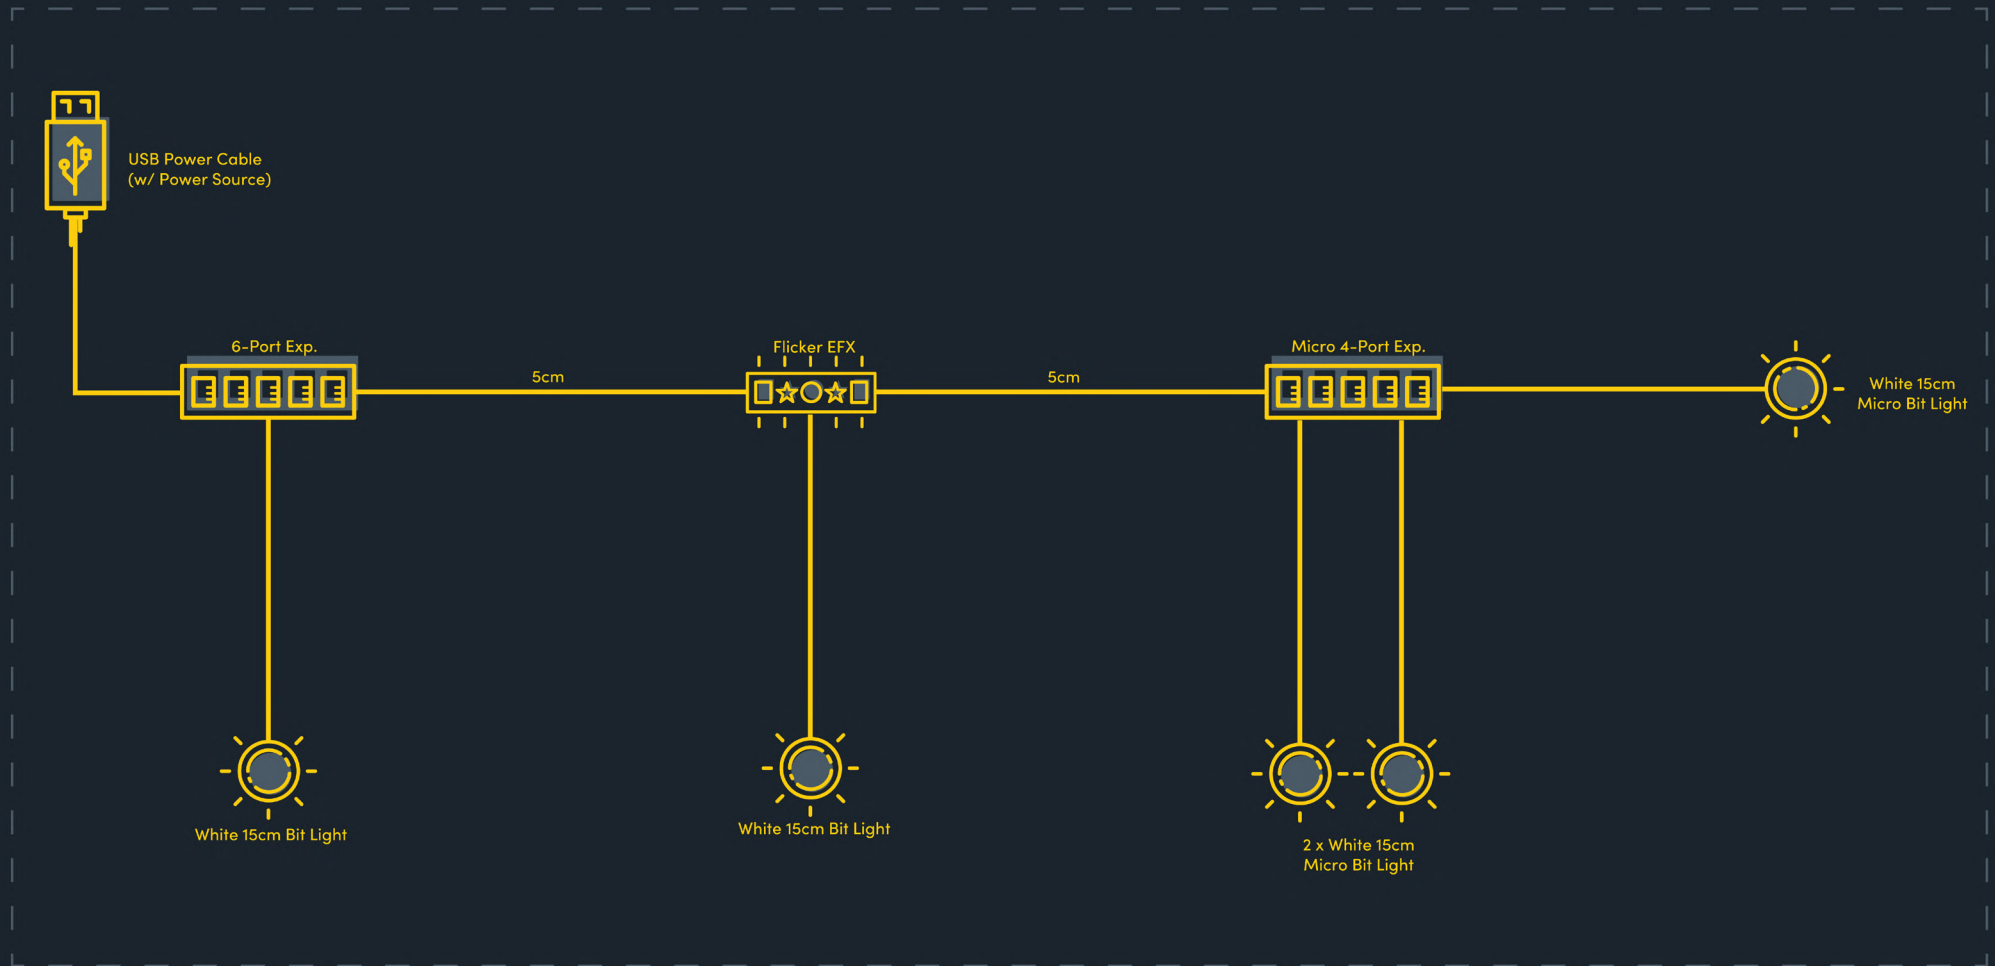 USB Power Cable
(w/ Power Source)
6-Port Exp.
5cm
Flicker EFX
5cm
Micro 4-Port Exp.
White 15cm
Micro Bit Light
White 15cm Bit Light
White 15cm Bit Light
2 x White 15cm
Micro Bit Light